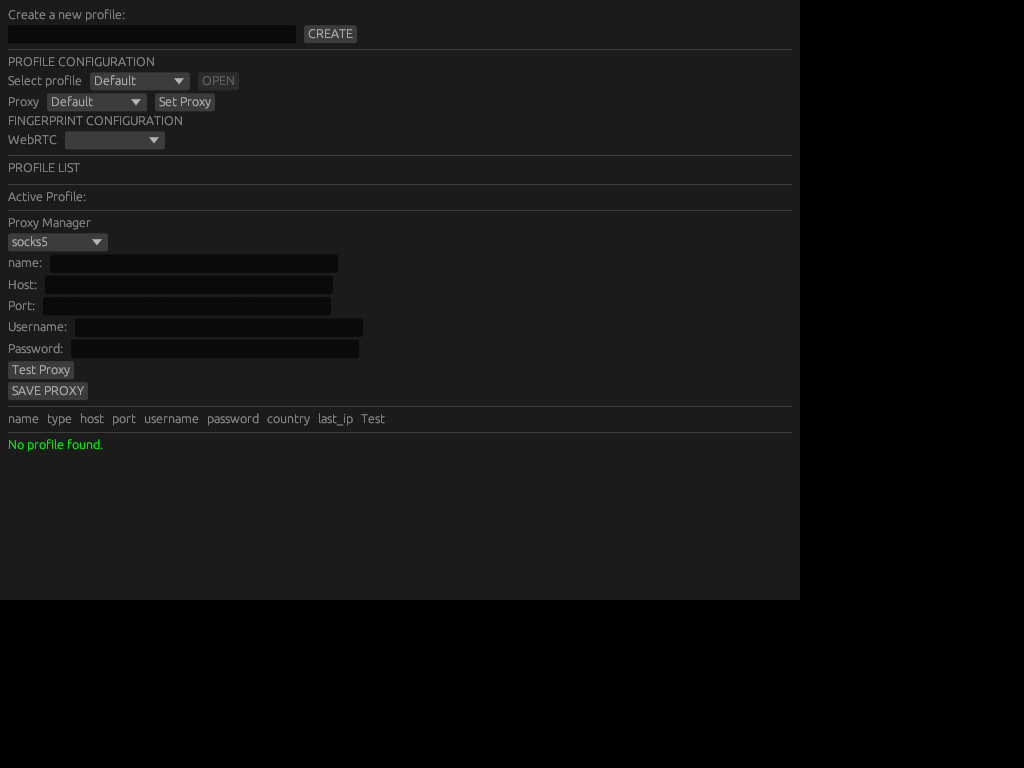 Create a new profile:
CREATE
PROFILE CONFIGURATION
Select profile Default OPEN
Proxy Default Set Proxy
FINGERPRINT CONFIGURATION
WebRTC
PROFILE LIST
Active Profile:
Proxy Manager
socks5
name:
Host:
Port:
Username:
Password:
Test Proxy
SAVE PROXY
name type host port username password country last_ip Test
No profile found.